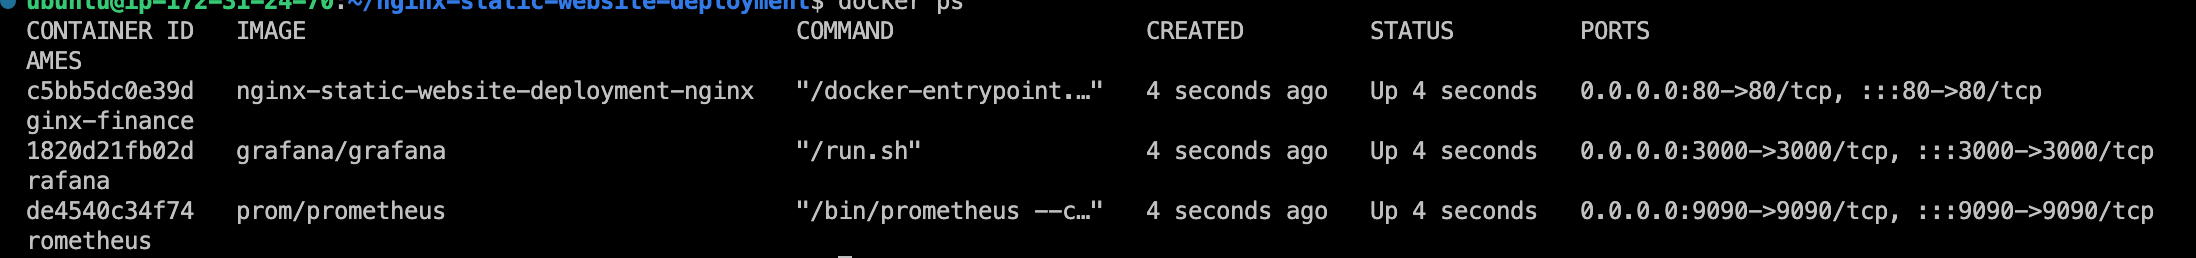 ubuntu@ip-172-31-24-70:~/nginx-static-website-deployment$ docker ps
CONTAINER ID   IMAGE                                   COMMAND                  CREATED         STATUS         PORTS
AMES
c5bb5dc0e39d   nginx-static-website-deployment-nginx   "/docker-entrypoint.…"   4 seconds ago   Up 4 seconds   0.0.0.0:80->80/tcp, :::80->80/tcp
ginx-finance
1820d21fb02d   grafana/grafana                         "/run.sh"                4 seconds ago   Up 4 seconds   0.0.0.0:3000->3000/tcp, :::3000->3000/tcp
rafana
de4540c34f74   prom/prometheus                         "/bin/prometheus --c…"   4 seconds ago   Up 4 seconds   0.0.0.0:9090->9090/tcp, :::9090->9090/tcp
rometheus